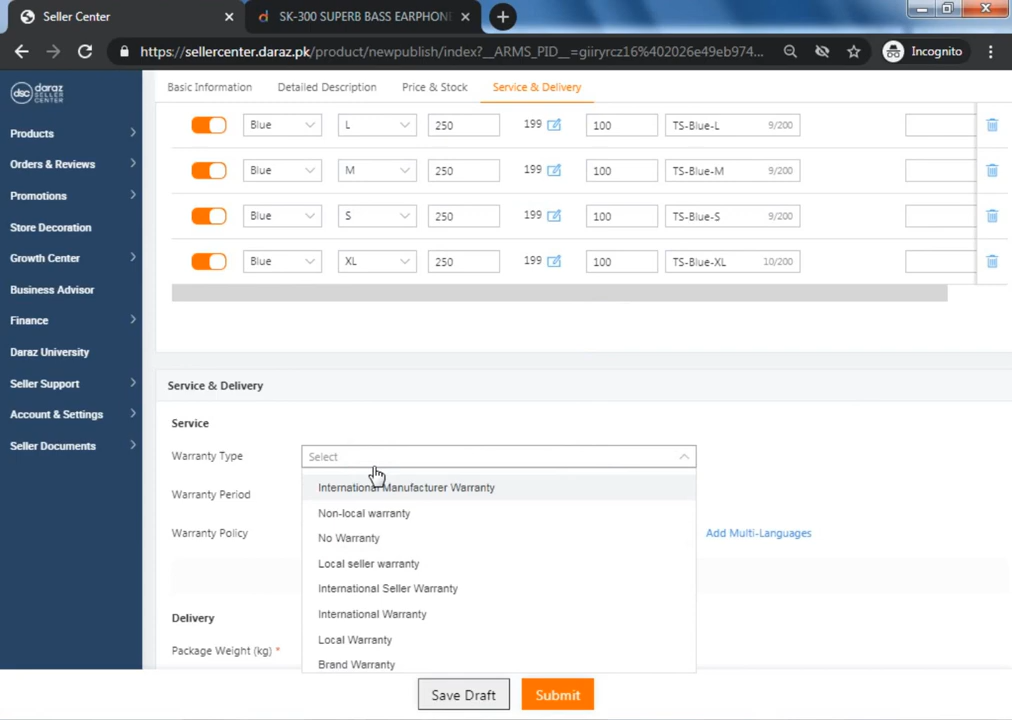 Seller Center
SK-300 SUPERB BASS EARPHON
https://sellercenter.daraz.pk/product/newpublish/index?__ARMS_PID__=giiryrcz16%402026e49eb974...
Incognito
dsc daraz SELLER CENTER
Basic Information
Detailed Description
Price & Stock
Service & Delivery
Products
Orders & Reviews
Promotions
Store Decoration
Growth Center
Business Advisor
Finance
Daraz University
Seller Support
Account & Settings
Seller Documents
Blue L 250 199 100 TS-Blue-L 9/200
Blue M 250 199 100 TS-Blue-M 9/200
Blue S 250 199 100 TS-Blue-S 9/200
Blue XL 250 199 100 TS-Blue-XL 10/200
Service & Delivery
Service
Warranty Type Select
International Manufacturer Warranty
Warranty Period
Non-local warranty
Warranty Policy
Add Multi-Languages
No Warranty
Local seller warranty
International Seller Warranty
International Warranty
Delivery
Local Warranty
Package Weight (kg) *
Brand Warranty
Save Draft
Submit